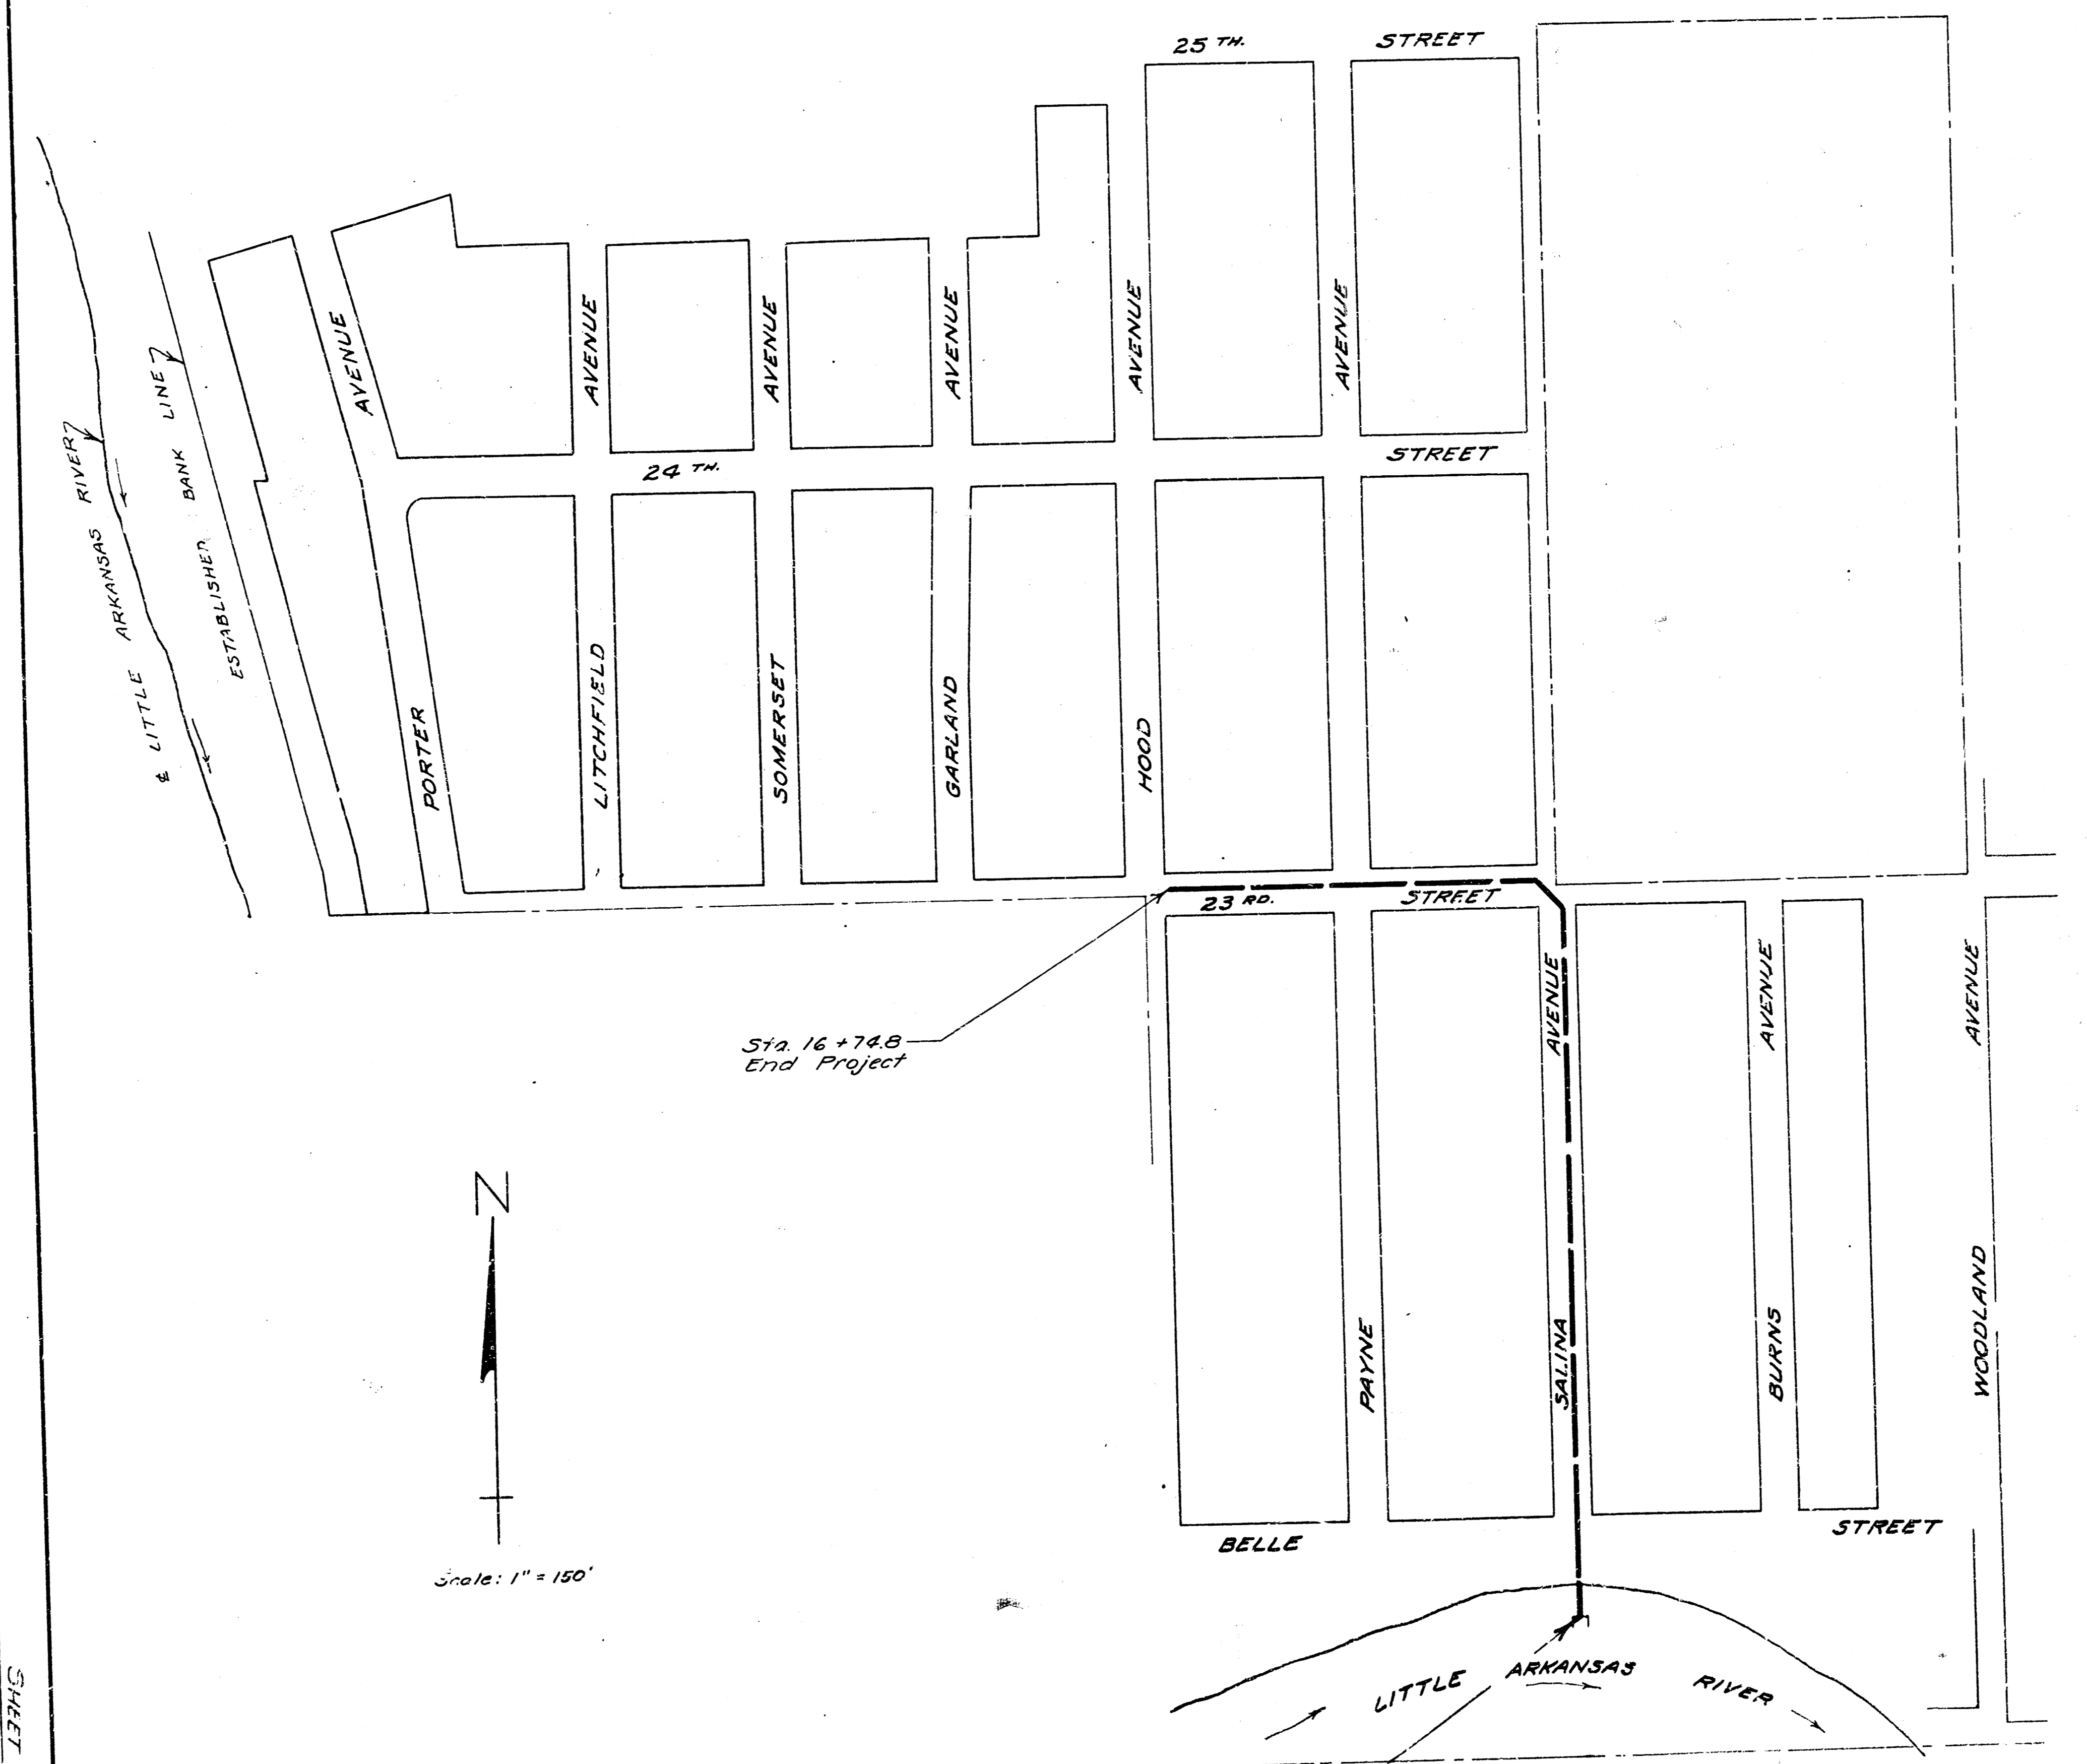 25 TH. STREET
AVENUE
AVENUE
AVENUE
AVENUE
AVENUE
AVENUE
24 TH. STREET
℄ LITTLE ARKANSAS RIVER
ESTABLISHED BANK LINE
PORTER
LITCHFIELD
SOMERSET
GARLAND
HOOD
23 RD. STREET
AVENUE
AVENUE
AVENUE
Sta. 16 + 74.8
End Project
N
PAYNE
SALINA
BURNS
WOODLAND
BELLE STREET
Scale: 1" = 150'
LITTLE ARKANSAS RIVER
SHEET